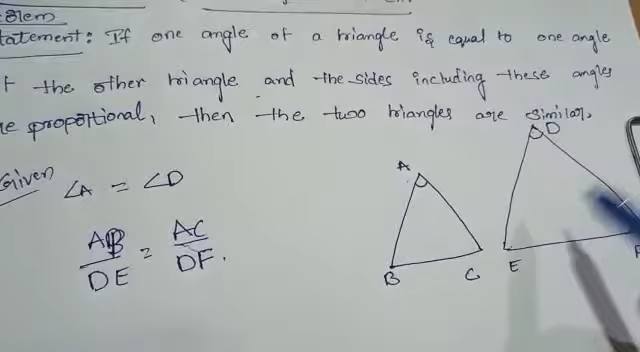 tatement: If one angle of a triangle is equal to one angle
the other triangle and the sides including these angles
proportional, then the two triangles are similar.
Given ∠A = ∠D
AB/DE = AC/DF.
A
B
C
D
E